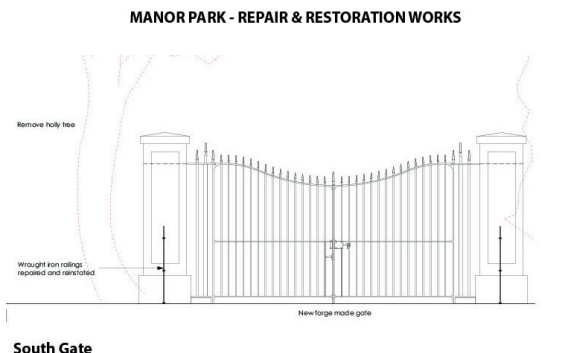 MANOR PARK - REPAIR & RESTORATION WORKS
Remove holly tree
Wraught iron railings
repaired and reinstated
New forge made gate
South Gate